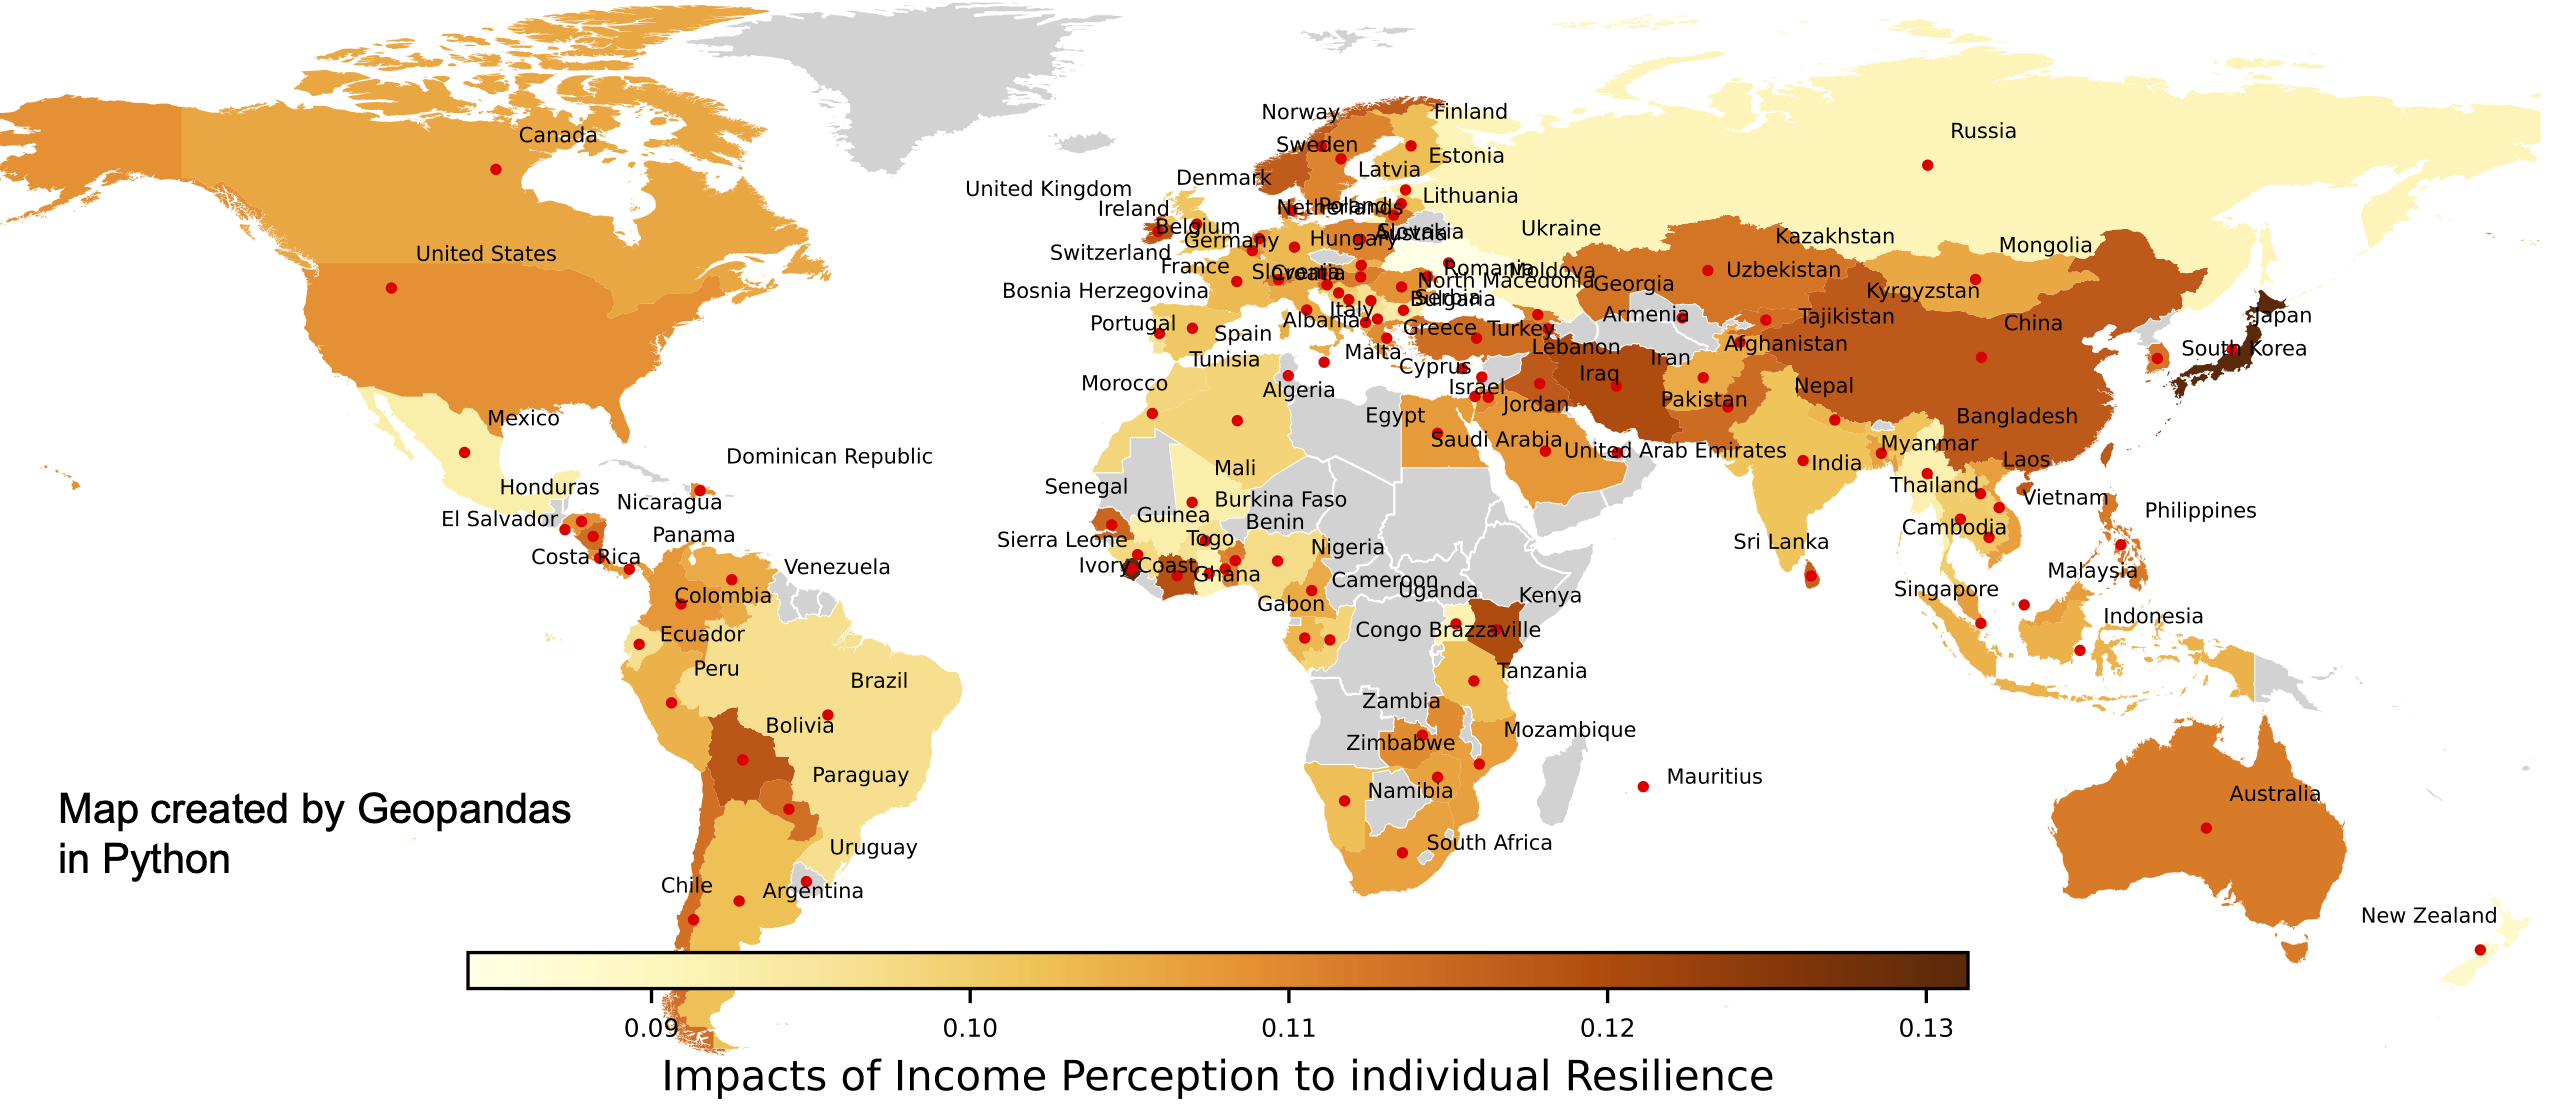 Norway
Finland
Canada
Russia
Sweden
Estonia
Latvia
Denmark
United Kingdom
Lithuania
Ireland
Netherlands
Poland
Belgium
Ukraine
Germany
Hungary
Austria
Slovakia
Kazakhstan
Mongolia
United States
Switzerland
France
Slovenia
Croatia
Romania
Moldova
Uzbekistan
North Macedonia
Georgia
Bosnia Herzegovina
Serbia
Bulgaria
Kyrgyzstan
Italy
Albania
Armenia
Tajikistan
Japan
Portugal
Spain
Greece
Turkey
China
Lebanon
Afghanistan
South Korea
Tunisia
Malta
Iran
Cyprus
Iraq
Morocco
Algeria
Israel
Nepal
Jordan
Pakistan
Mexico
Egypt
Bangladesh
Saudi Arabia
United Arab Emirates
Myanmar
Dominican Republic
Mali
India
Laos
Honduras
Senegal
Thailand
Nicaragua
Burkina Faso
Vietnam
El Salvador
Guinea
Benin
Philippines
Panama
Sierra Leone
Togo
Cambodia
Costa Rica
Nigeria
Sri Lanka
Venezuela
Ivory Coast
Ghana
Malaysia
Colombia
Cameroon
Uganda
Kenya
Singapore
Gabon
Indonesia
Ecuador
Congo Brazzaville
Peru
Brazil
Tanzania
Zambia
Bolivia
Mozambique
Zimbabwe
Paraguay
Mauritius
Namibia
Australia
Map created by Geopandas
in Python
Uruguay
South Africa
Chile
Argentina
New Zealand
0.09 0.10 0.11 0.12 0.13
Impacts of Income Perception to individual Resilience